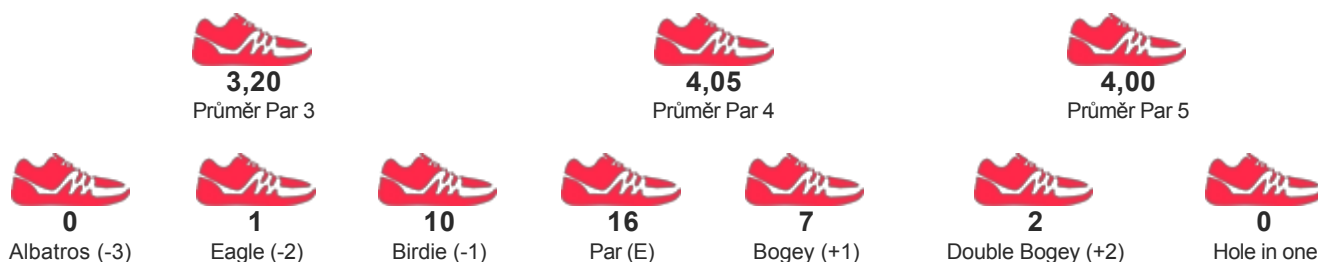 3,20
Průměr Par 3
4,05
Průměr Par 4
4,00
Průměr Par 5
0
Albatros (-3)
1
Eagle (-2)
10
Birdie (-1)
16
Par (E)
7
Bogey (+1)
2
Double Bogey (+2)
0
Hole in one